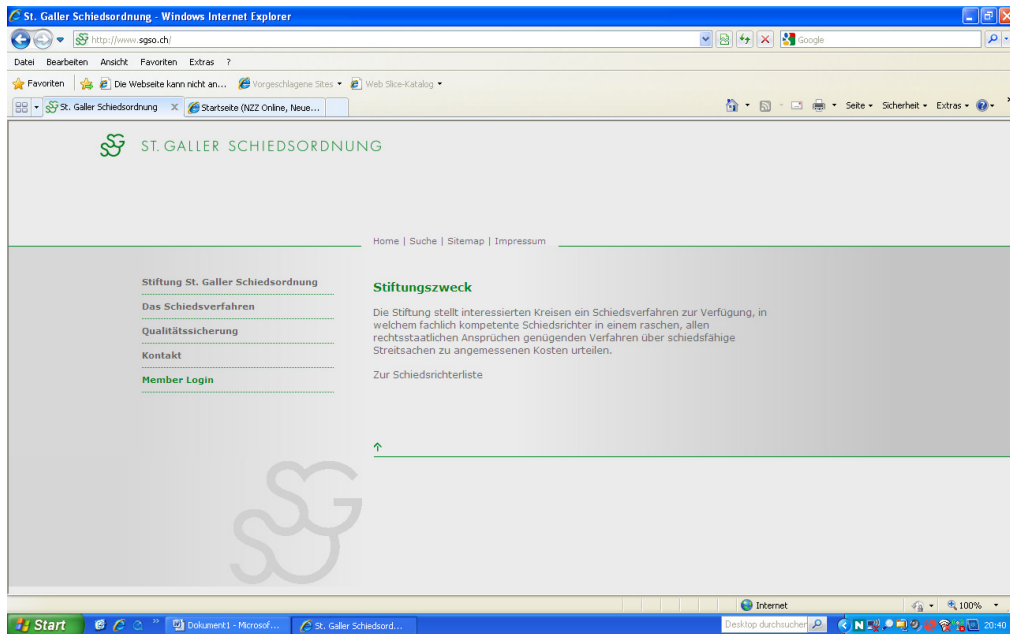 St. Galler Schiedsordnung - Windows Internet Explorer
http://www.sgso.ch/
Google
Datei Bearbeiten Ansicht Favoriten Extras ?
Favoriten Die Webseite kann nicht an... Vorgeschlagene Sites Web Slice-Katalog
St. Galler Schiedsordnung Startseite (NZZ Online, Neue... Seite Sicherheit Extras
ST. GALLER SCHIEDSORDNUNG
Home | Suche | Sitemap | Impressum
Stiftung St. Galler Schiedsordnung
Das Schiedsverfahren
Qualitätssicherung
Kontakt
Member Login
Stiftungszweck
Die Stiftung stellt interessierten Kreisen ein Schiedsverfahren zur Verfügung, in
welchem fachlich kompetente Schiedsrichter in einem raschen, allen
rechtsstaatlichen Ansprüchen genügenden Verfahren über schiedsfähige
Streitsachen zu angemessenen Kosten urteilen.
Zur Schiedsrichterliste
SGSO
Internet 100%
Start Dokument1 - Microsof... St. Galler Schiedsord... Desktop durchsuchen 20:40